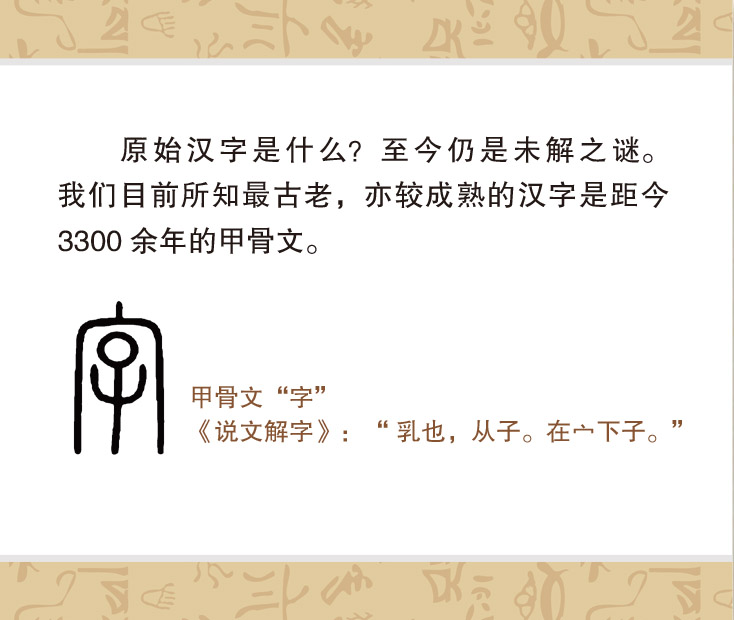 原始汉字是什么？至今仍是未解之谜。
我们目前所知最古老，亦较成熟的汉字是距今
3300 余年的甲骨文。
字
甲骨文“字”
《说文解字》：“乳也，从子。在宀下子。”